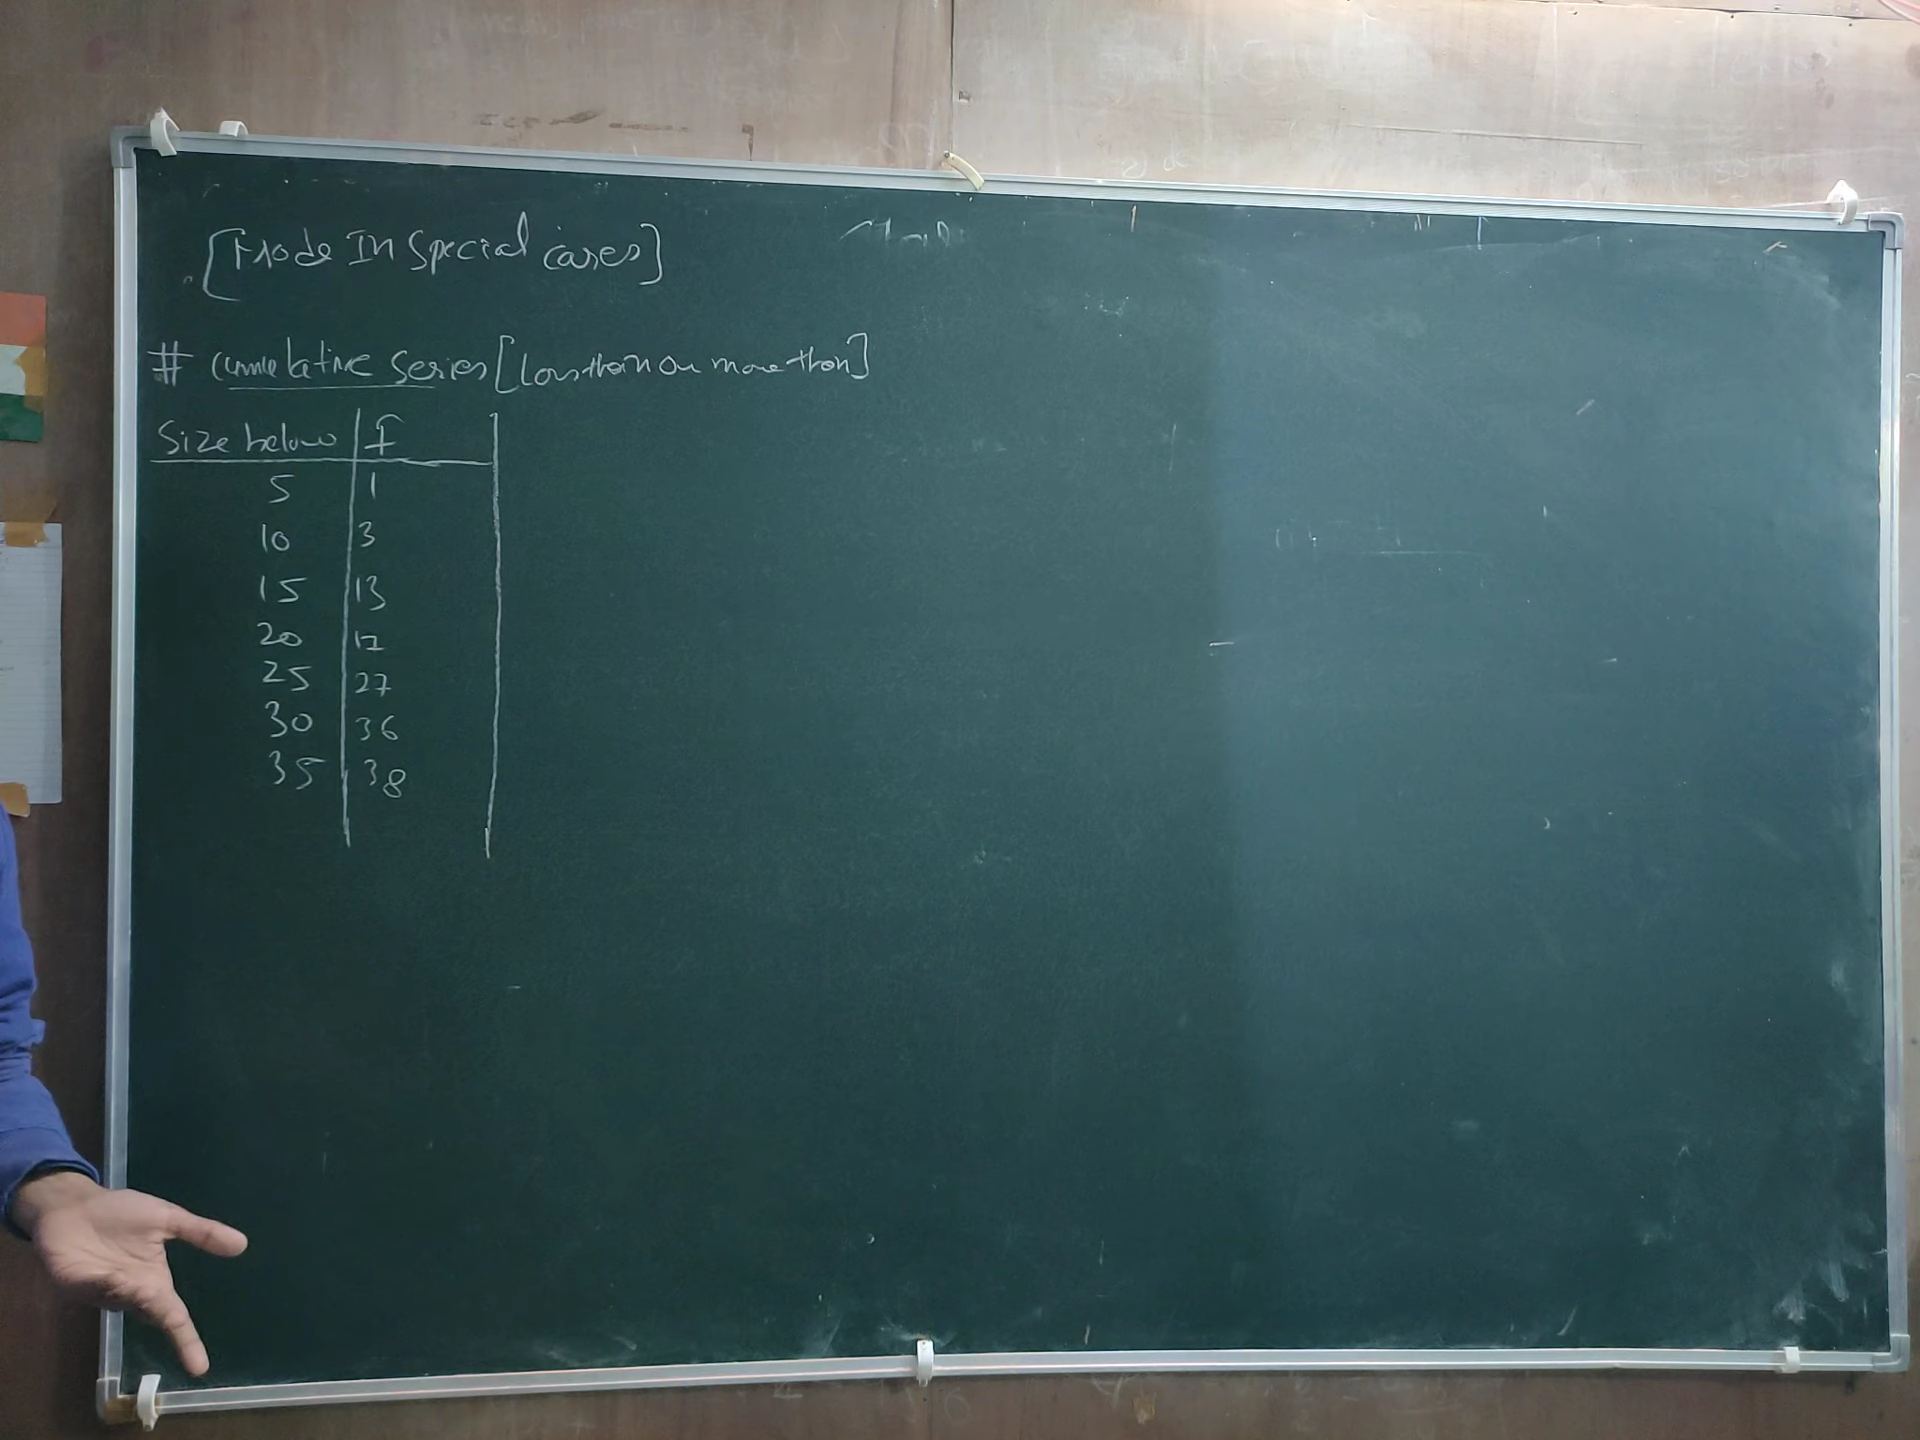 [Mode In Special cases]
# Cumulative Series [Less than or more than]
Size below f
5 1
10 3
15 13
20 17
25 27
30 36
35 38